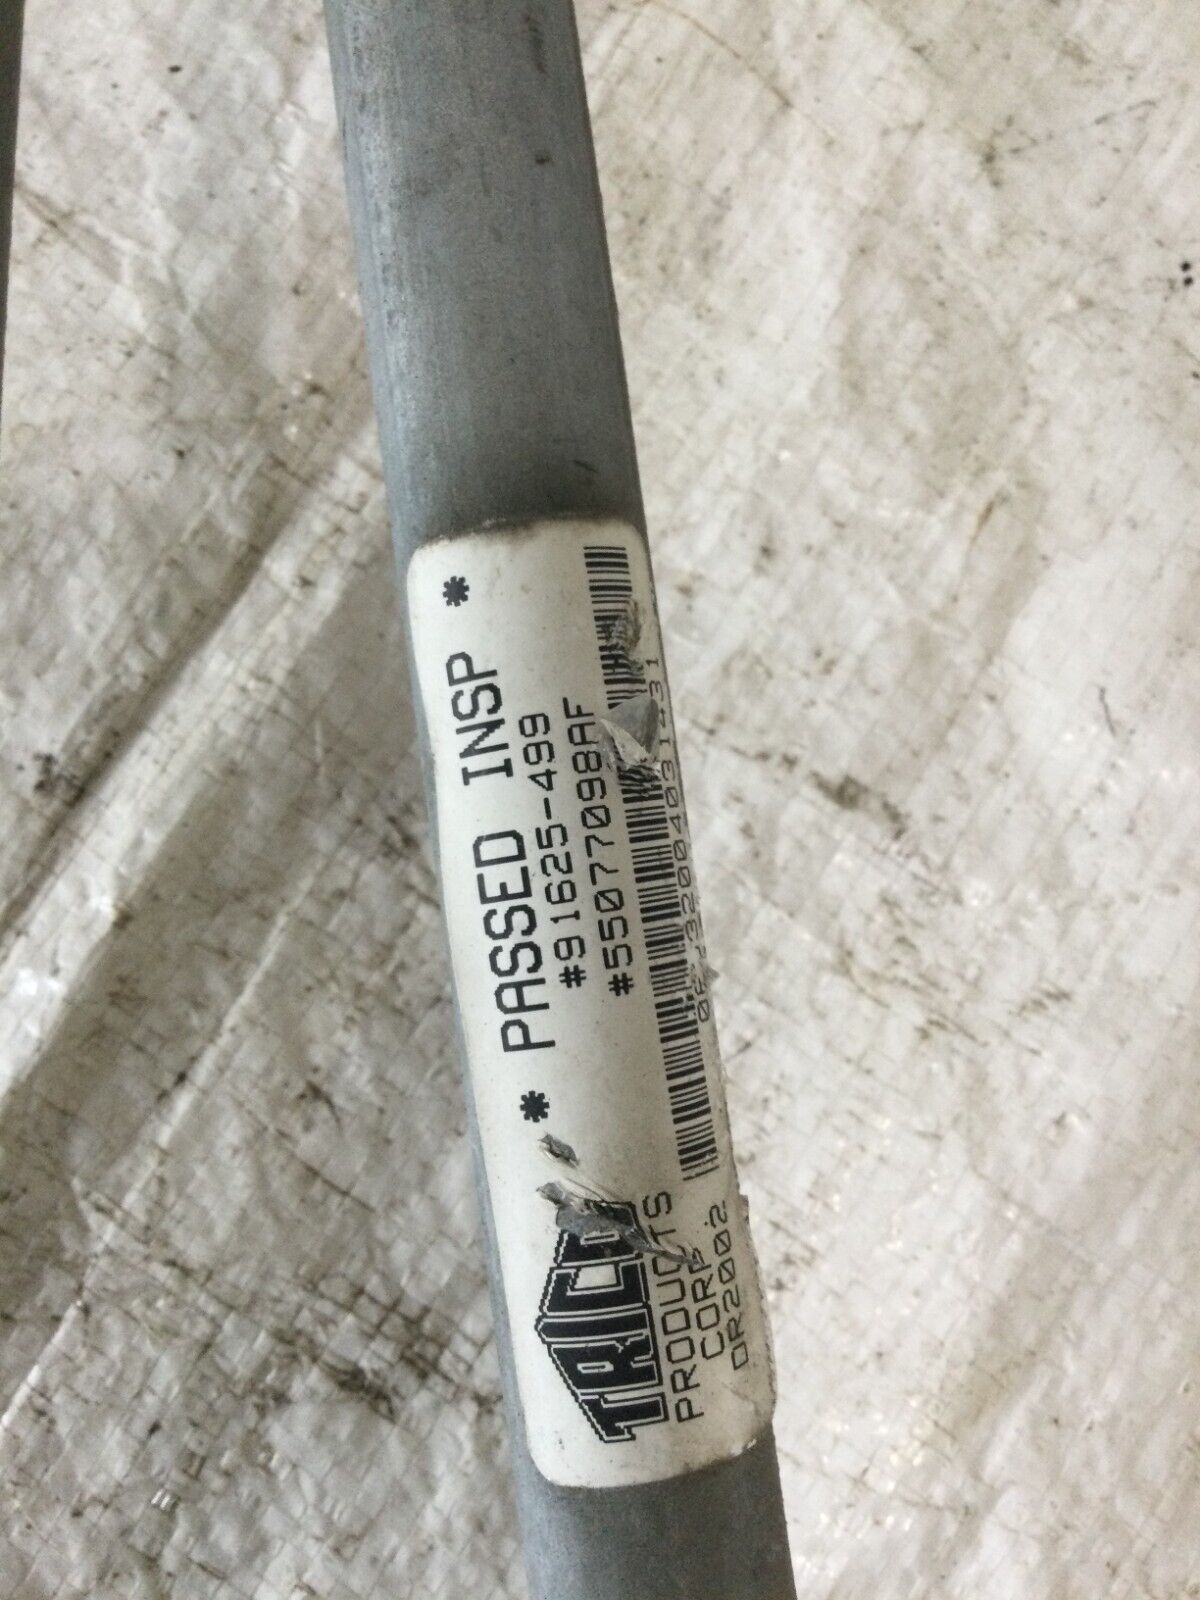 * PASSED INSP *
#91625-499
#55077098AF
TRICO
PRODUCTS
CORP
DR2002